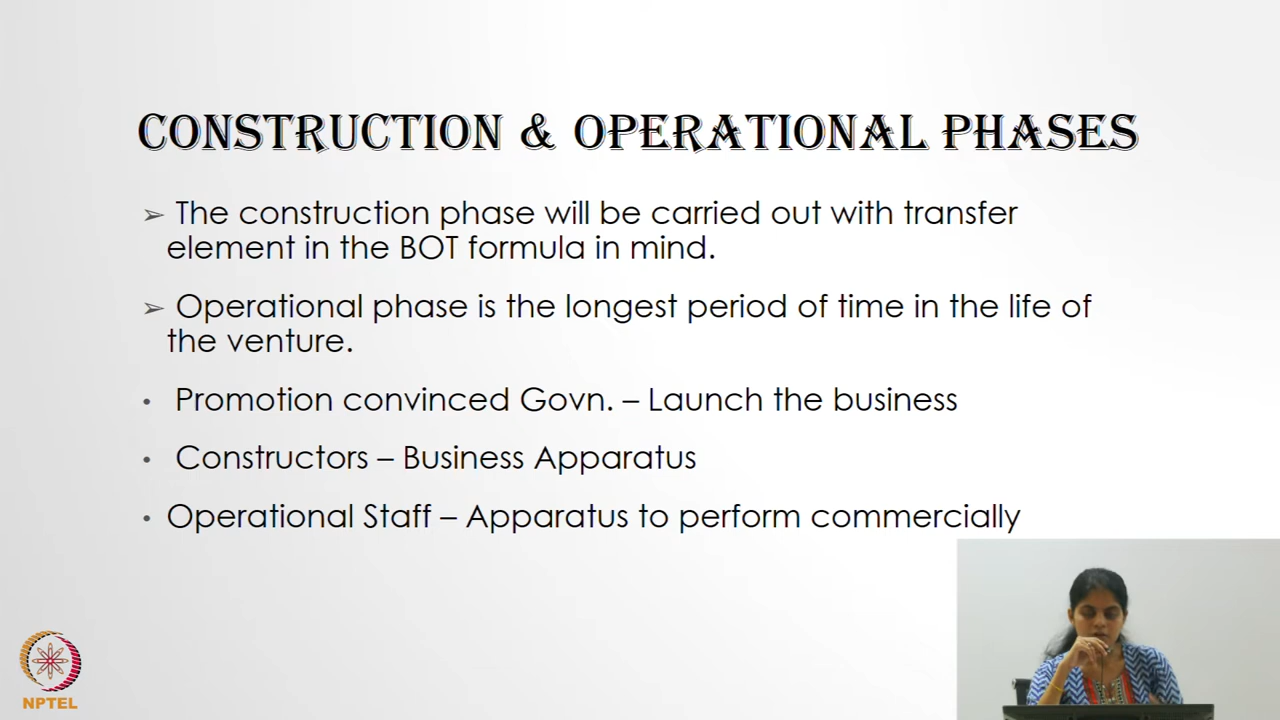 CONSTRUCTION & OPERATIONAL PHASES
➢ The construction phase will be carried out with transfer
element in the BOT formula in mind.
➢ Operational phase is the longest period of time in the life of
the venture.
• Promotion convinced Govn. – Launch the business
• Constructors – Business Apparatus
• Operational Staff – Apparatus to perform commercially
NPTEL